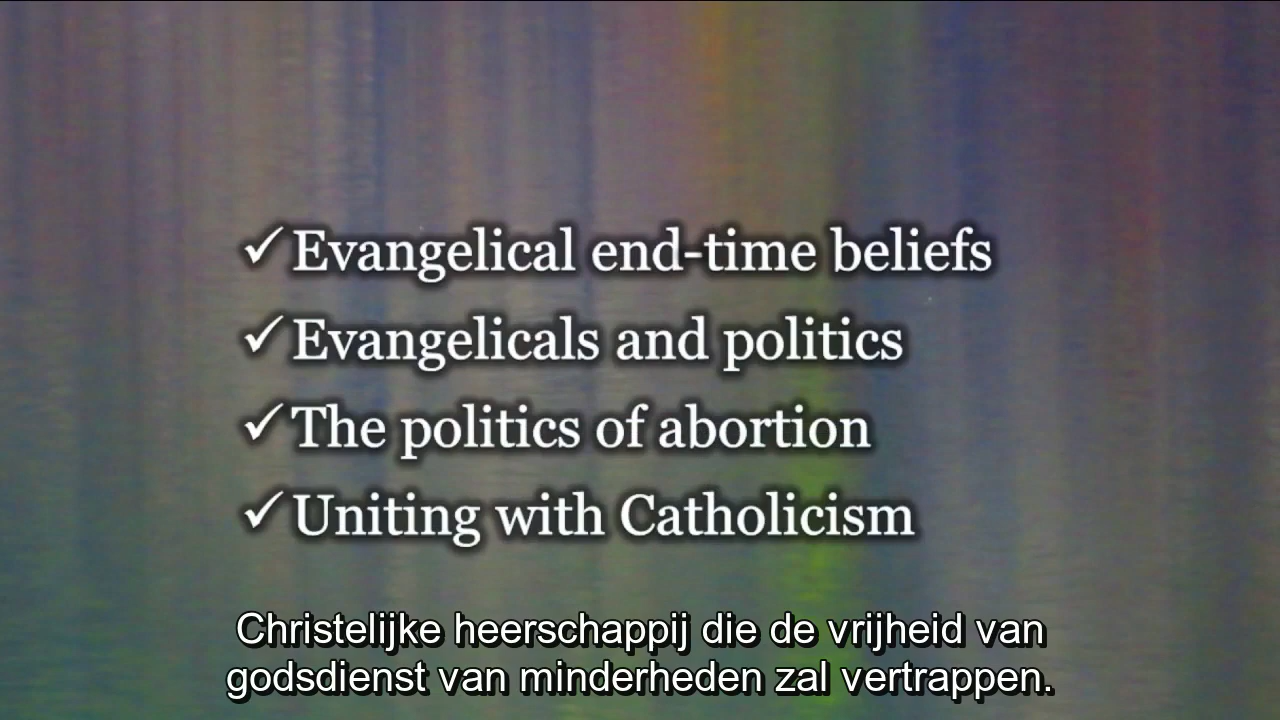 ✓Evangelical end-time beliefs
✓Evangelicals and politics
✓The politics of abortion
✓Uniting with Catholicism
Christelijke heerschappij die de vrijheid van
godsdienst van minderheden zal vertrappen.